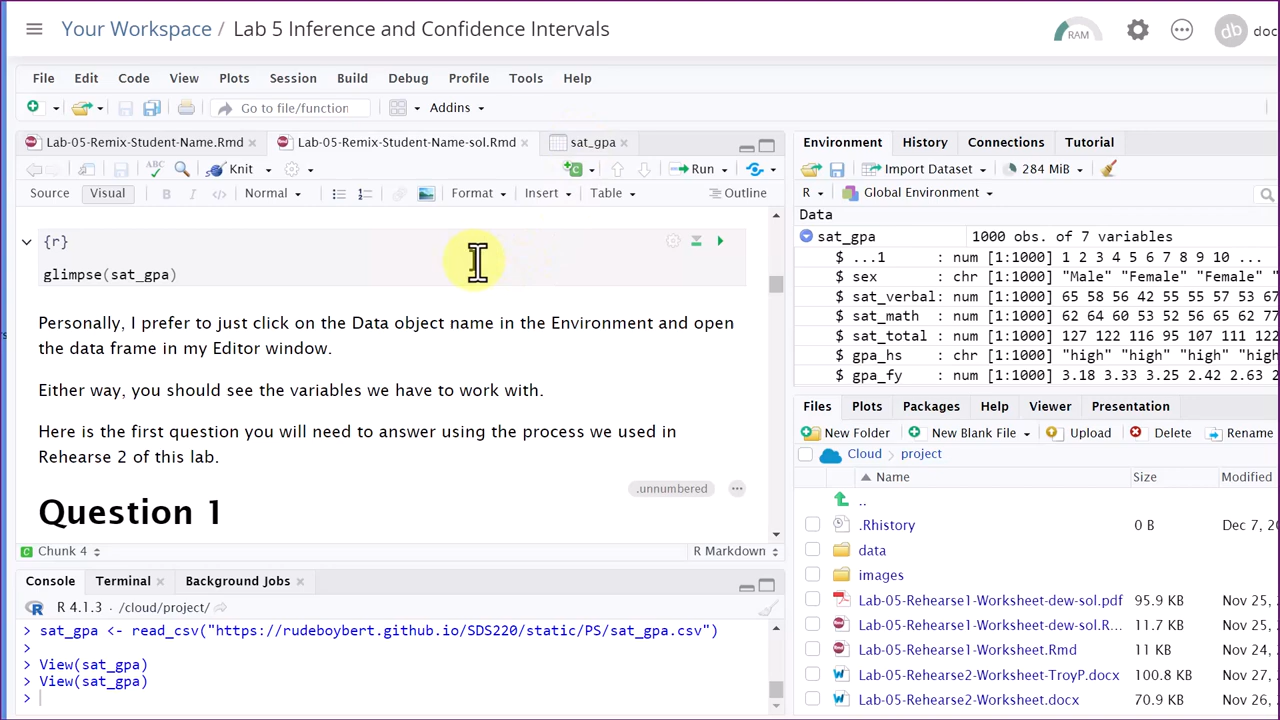 Your Workspace / Lab 5 Inference and Confidence Intervals
RAM
db
doc
File Edit Code View Plots Session Build Debug Profile Tools Help
Go to file/function
Addins
Lab-05-Remix-Student-Name.Rmd
Lab-05-Remix-Student-Name-sol.Rmd
sat_gpa
ABC
Knit
Run
Source
Visual
B I </>
Normal
Format
Insert
Table
Outline
{r}
glimpse(sat_gpa)
Personally, I prefer to just click on the Data object name in the Environment and open
the data frame in my Editor window.
Either way, you should see the variables we have to work with.
Here is the first question you will need to answer using the process we used in
Rehearse 2 of this lab.
.unnumbered
Question 1
Chunk 4
R Markdown
Console Terminal Background Jobs
R 4.1.3 · /cloud/project/
> sat_gpa <- read_csv("https://rudeboybert.github.io/SDS220/static/PS/sat_gpa.csv")
>
> View(sat_gpa)
> View(sat_gpa)
>
Environment History Connections Tutorial
Import Dataset
284 MiB
R
Global Environment
Data
sat_gpa 1000 obs. of 7 variables
$ ...1 : num [1:1000] 1 2 3 4 5 6 7 8 9 10 ...
$ sex : chr [1:1000] "Male" "Female" "Female"
$ sat_verbal: num [1:1000] 65 58 56 42 55 55 57 53 67
$ sat_math : num [1:1000] 62 64 60 53 52 56 65 62 77
$ sat_total : num [1:1000] 127 122 116 95 107 111 122
$ gpa_hs : chr [1:1000] "high" "high" "high" "high
$ gpa_fy : num [1:1000] 3.18 3.33 3.25 2.42 2.63 2
Files Plots Packages Help Viewer Presentation
New Folder New Blank File Upload Delete Rename
Cloud > project
Name Size Modified
..
.Rhistory 0 B Dec 7, 20
data
images
Lab-05-Rehearse1-Worksheet-dew-sol.pdf 95.9 KB Nov 25,
Lab-05-Rehearse1-Worksheet-dew-sol.R... 11.7 KB Nov 25,
Lab-05-Rehearse1-Worksheet.Rmd 11 KB Nov 24,
Lab-05-Rehearse2-Worksheet-TroyP.docx 100.8 KB Nov 27,
Lab-05-Rehearse2-Worksheet.docx 70.9 KB Nov 26,